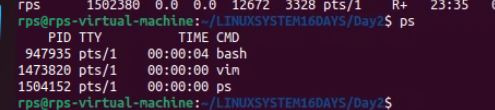 rps 1502380 0.0 0.0 12672 3328 pts/1 R+ 23:35
rps@rps-virtual-machine:~/LINUXSYSTEM16DAYS/Day2$ ps
PID TTY TIME CMD
947935 pts/1 00:00:04 bash
1473820 pts/1 00:00:00 vim
1504152 pts/1 00:00:00 ps
rps@rps-virtual-machine:~/LINUXSYSTEM16DAYS/Day2$